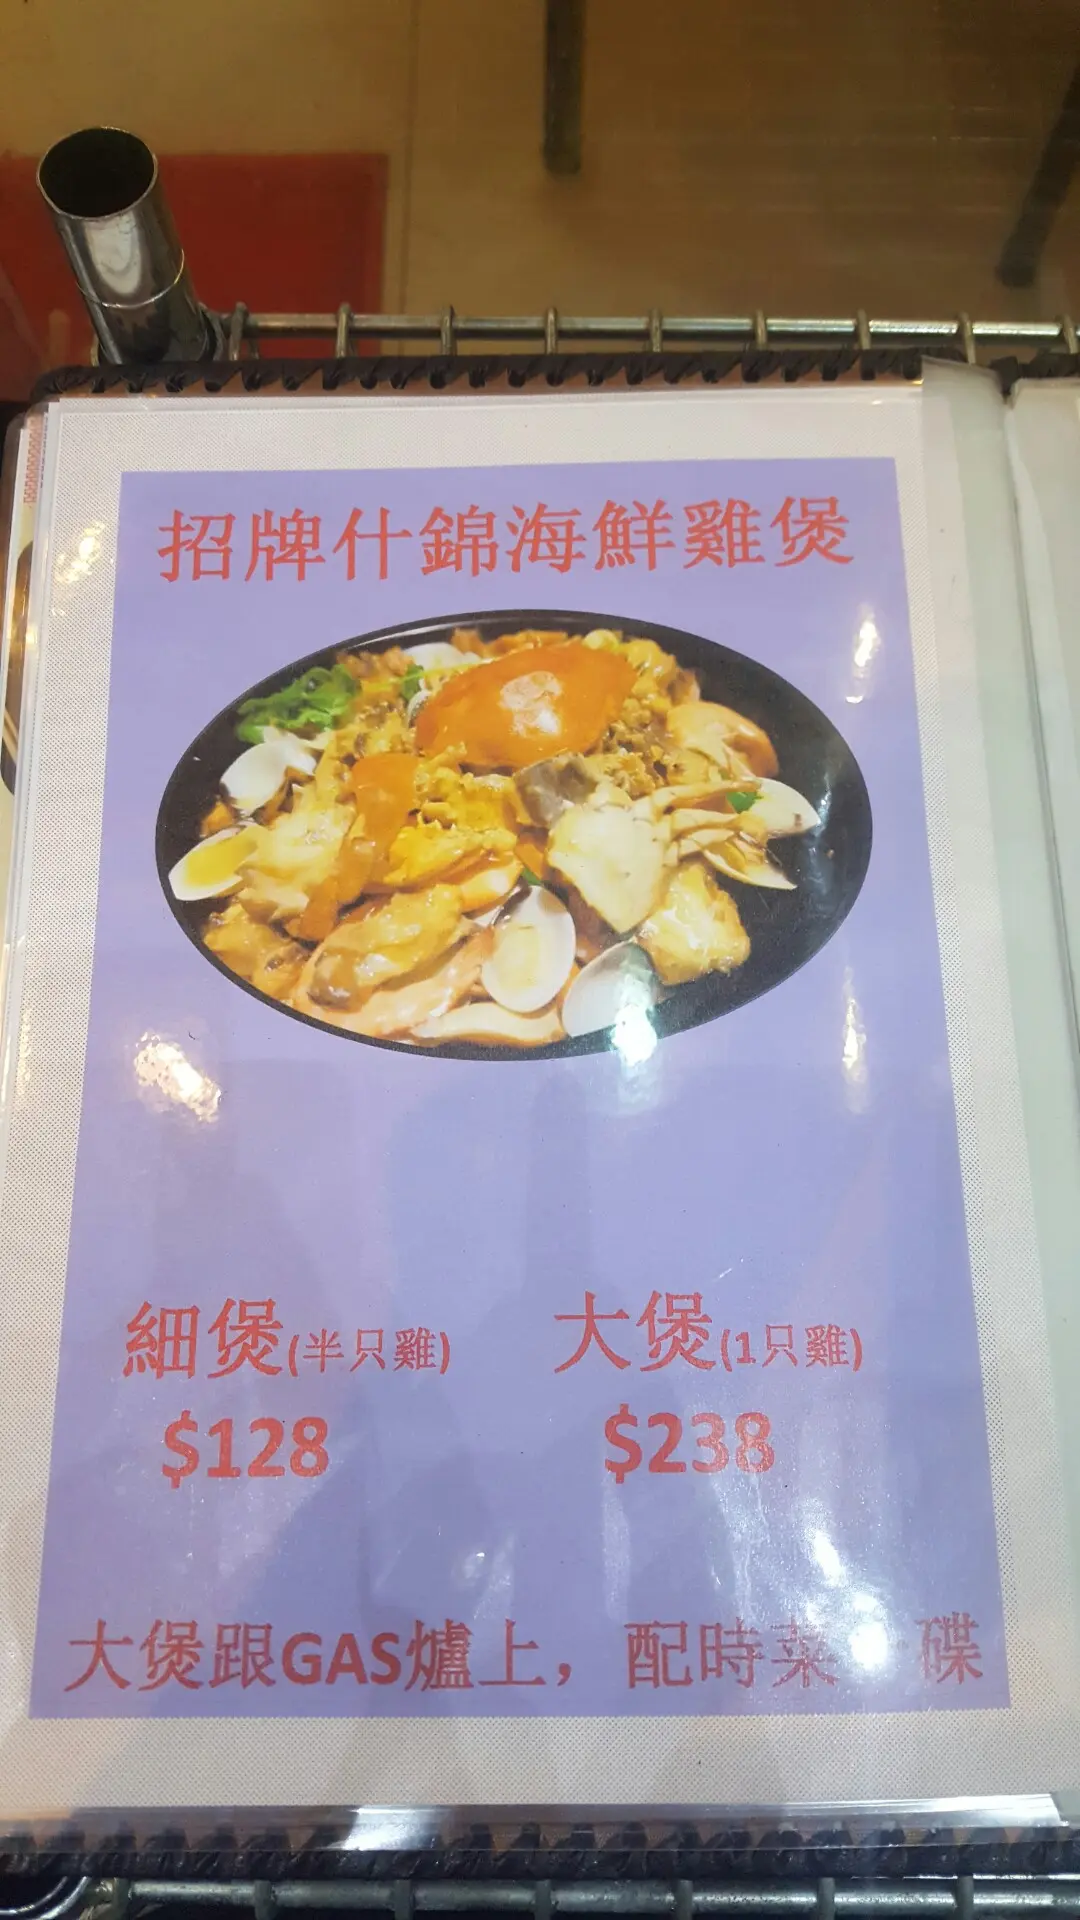 招牌什錦海鮮雞煲
細煲(半只雞) 大煲(1只雞)
$128 $238
大煲跟GAS爐上，配時菜 碟